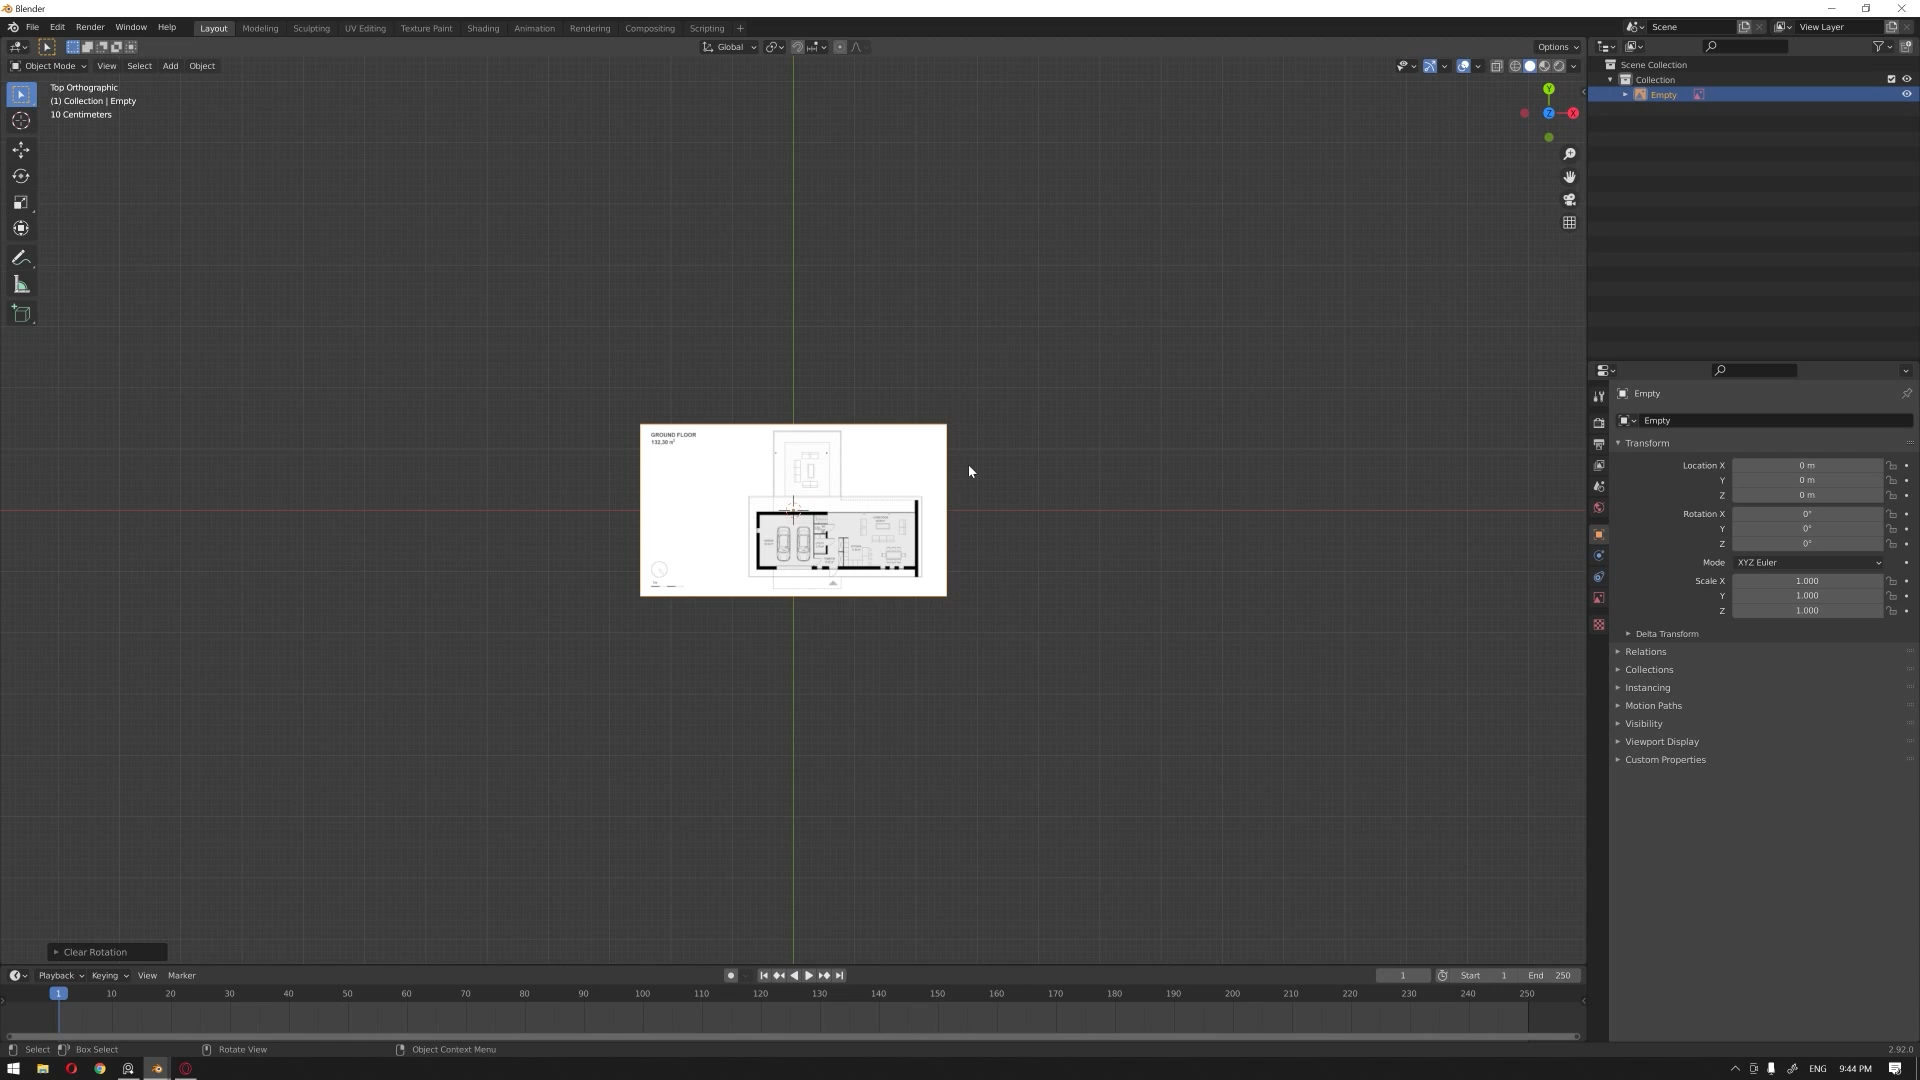 Blender
File Edit Render Window Help Layout Modeling Sculpting UV Editing Texture Paint Shading Animation Rendering Compositing Scripting + Scene View Layer
Global Options
Object Mode View Select Add Object
Top Orthographic
(1) Collection | Empty
10 Centimeters
Y
Z X
GROUND FLOOR
132,30 m²
Clear Rotation
Scene Collection
Collection
Empty
Empty
Empty
Transform
Location X 0 m
Y 0 m
Z 0 m
Rotation X 0°
Y 0°
Z 0°
Mode XYZ Euler
Scale X 1.000
Y 1.000
Z 1.000
Delta Transform
Relations
Collections
Instancing
Motion Paths
Visibility
Viewport Display
Custom Properties
Playback Keying View Marker 1 Start 1 End 250
1 10 20 30 40 50 60 70 80 90 100 110 120 130 140 150 160 170 180 190 200 210 220 230 240 250
Select Box Select Rotate View Object Context Menu 2.92.0
ENG 9:44 PM